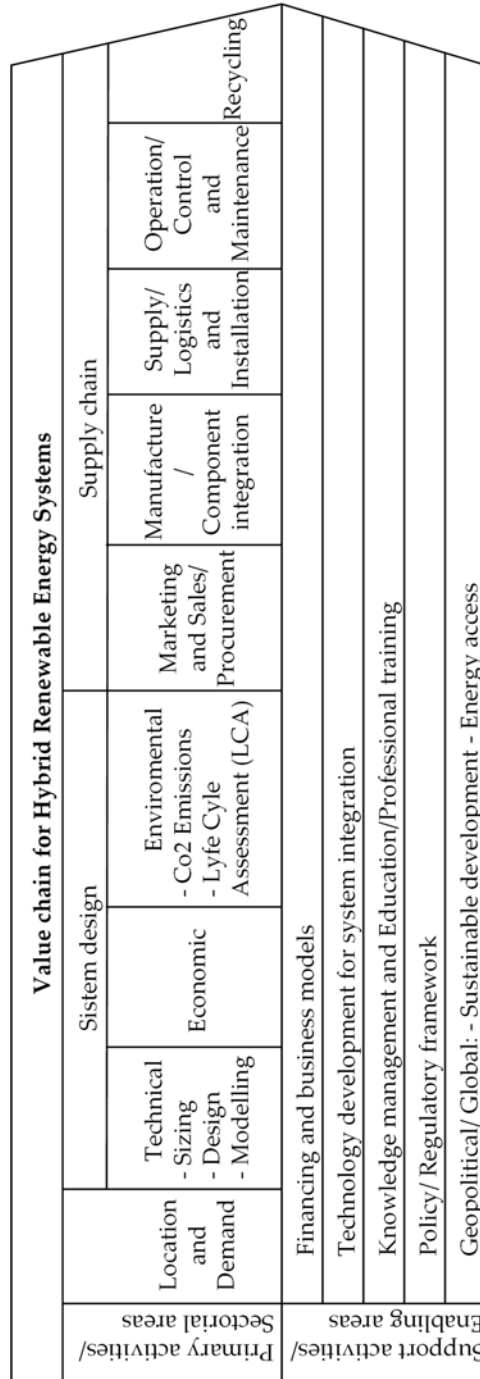 Value chain for Hybrid Renewable Energy Systems
Sistem design
Supply chain
Primary activities/
Sectorial areas
Location
and
Demand
Technical
- Sizing
- Design
- Modelling
Economic
Enviromental
- Co2 Emissions
- Lyfe Cyle
Assessment (LCA)
Marketing
and Sales/
Procurement
Manufacture
/
Component
integration
Supply/
Logistics
and
Installation
Operation/
Control
and
Maintenance
Recycling
Support activities/
Enabling areas
Financing and business models
Technology development for system integration
Knowledge management and Education/Professional training
Policy/ Regulatory framework
Geopolitical/ Global: - Sustainable development - Energy access